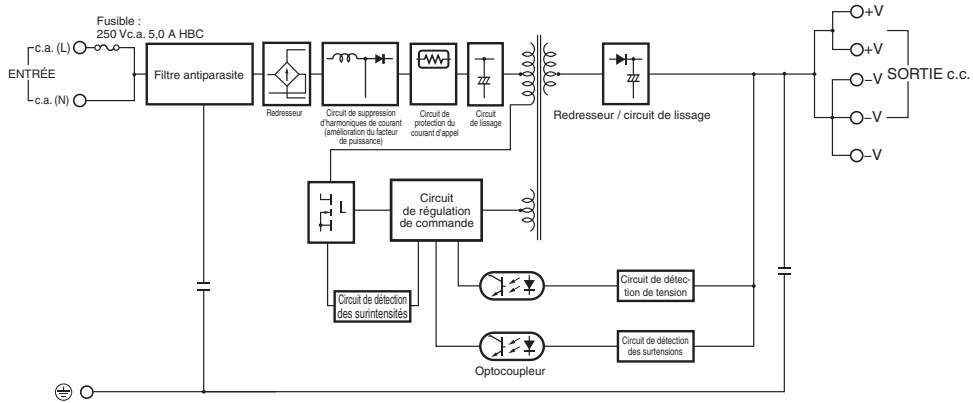 Fusible :
250 Vc.a. 5,0 A HBC
c.a. (L)
ENTRÉE
c.a. (N)
Filtre antiparasite
Redresseur
Circuit de suppression
d'harmoniques de courant
(amélioration du facteur
de puissance)
Circuit de
protection du
courant d'appel
Circuit
de lissage
Redresseur / circuit de lissage
+V
+V
–V
–V
–V
SORTIE c.c.
Circuit
de régulation
de commande
Circuit de détection
des surintensités
Circuit de détec-
tion de tension
Circuit de détection
des surtensions
Optocoupleur